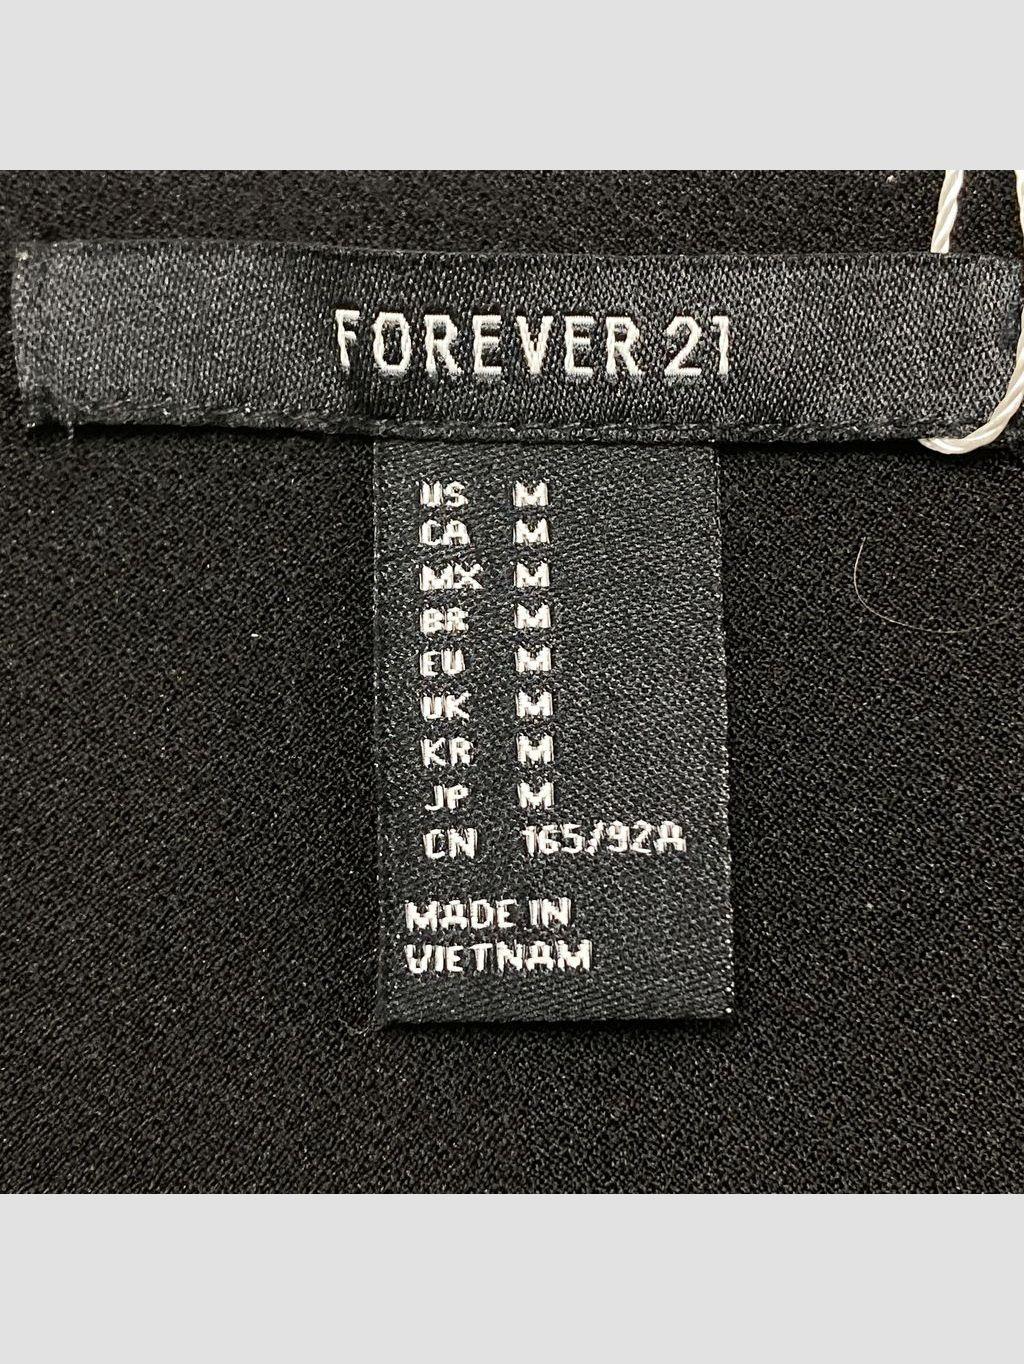 FOREVER 21
US M
CA M
MX M
BR M
EU M
UK M
KR M
JP M
CN 165/92A
MADE IN
VIETNAM